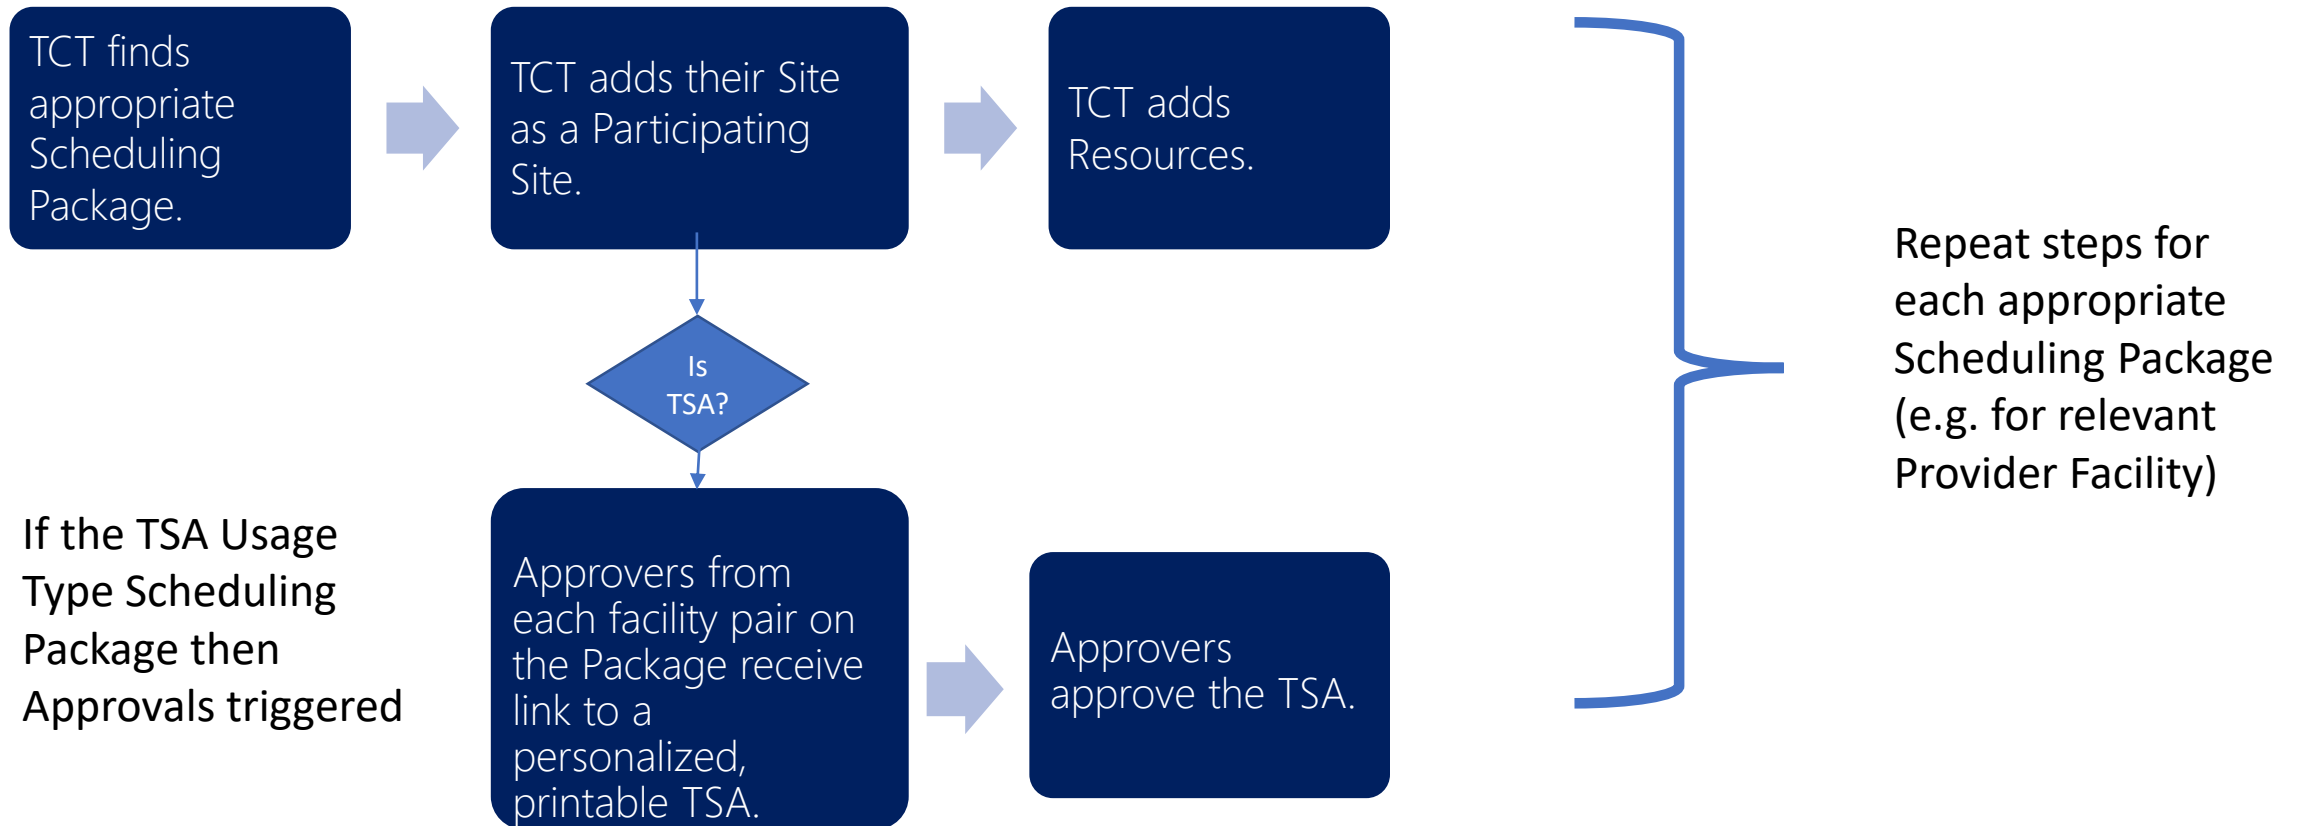 TCT finds
appropriate
Scheduling
Package.
TCT adds their Site
as a Participating
Site.
TCT adds
Resources.
Is
TSA?
Repeat steps for
each appropriate
Scheduling Package
(e.g. for relevant
Provider Facility)
If the TSA Usage
Type Scheduling
Package then
Approvals triggered
Approvers from
each facility pair on
the Package receive
link to a
personalized,
printable TSA.
Approvers
approve the TSA.